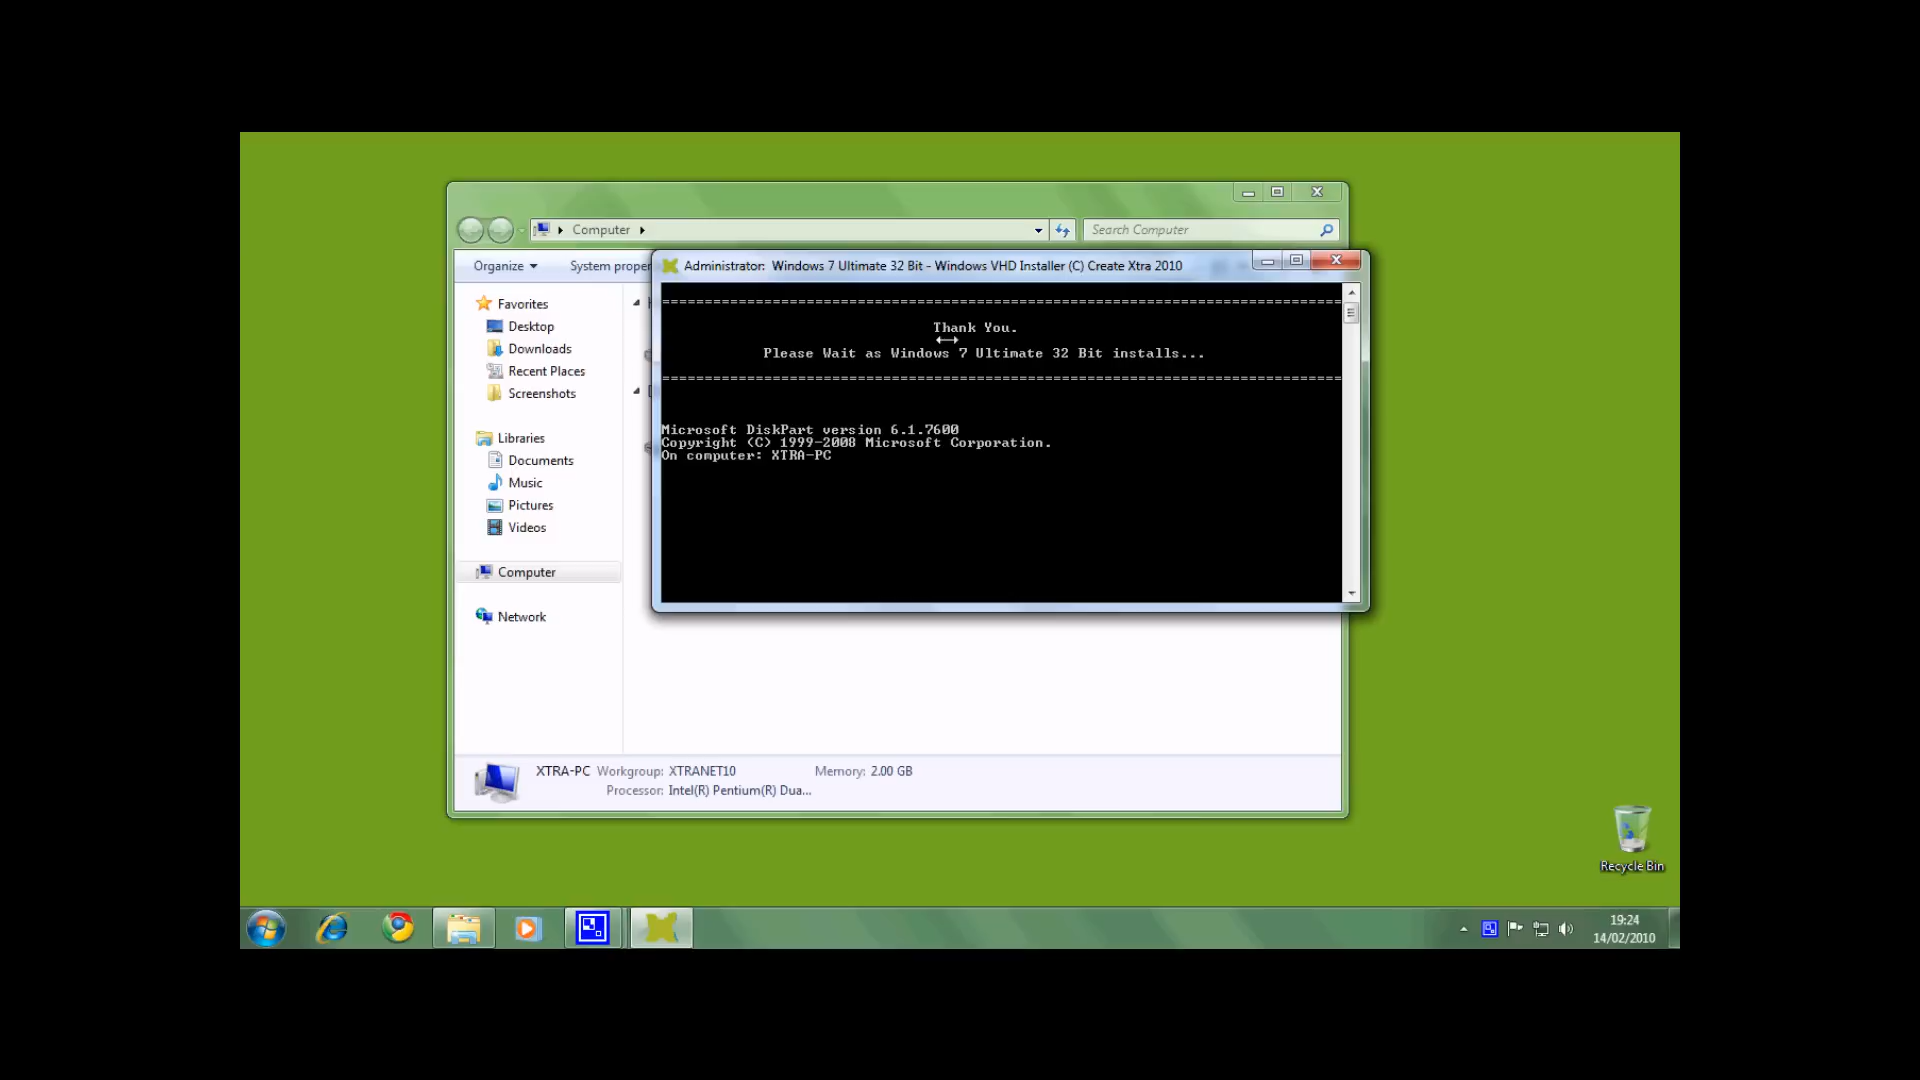 Computer
Search Computer
Organize
System proper
Administrator: Windows 7 Ultimate 32 Bit - Windows VHD Installer (C) Create Xtra 2010
================================================================================
Thank You.
Please Wait as Windows 7 Ultimate 32 Bit installs...
================================================================================
Microsoft DiskPart version 6.1.7600
Copyright (C) 1999-2008 Microsoft Corporation.
On computer: XTRA-PC
Favorites
Desktop
Downloads
Recent Places
Screenshots
Libraries
Documents
Music
Pictures
Videos
Computer
Network
XTRA-PC Workgroup: XTRANET10 Memory: 2.00 GB
Processor: Intel(R) Pentium(R) Dua...
Recycle Bin
19:24
14/02/2010